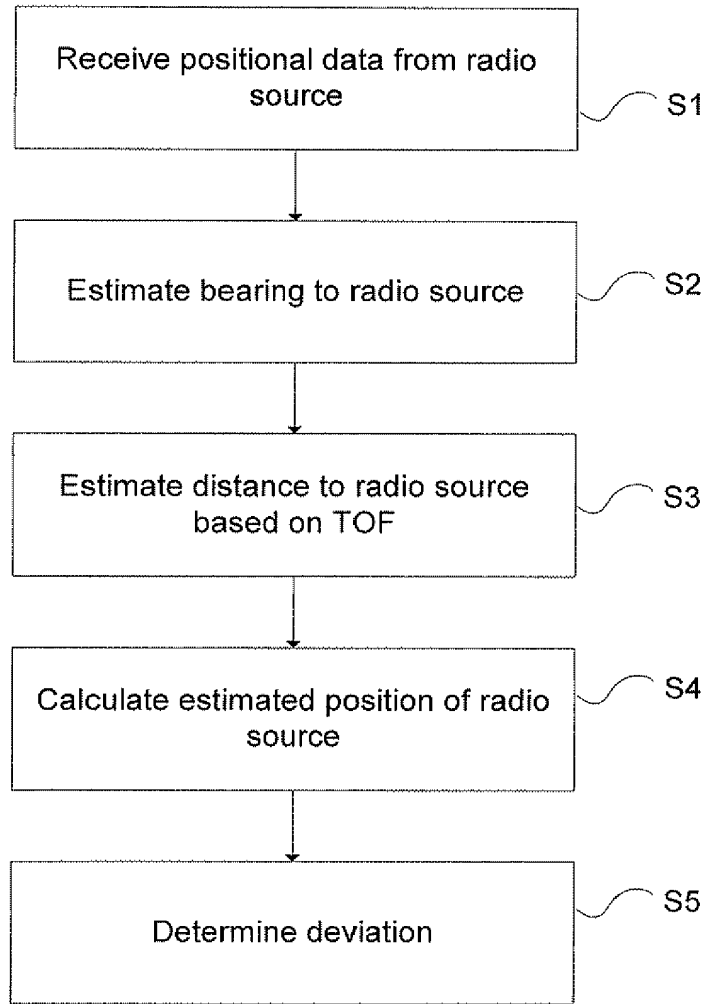 Receive positional data from radio
source
S1
Estimate bearing to radio source
S2
Estimate distance to radio source
based on TOF
S3
Calculate estimated position of radio
source
S4
Determine deviation
S5